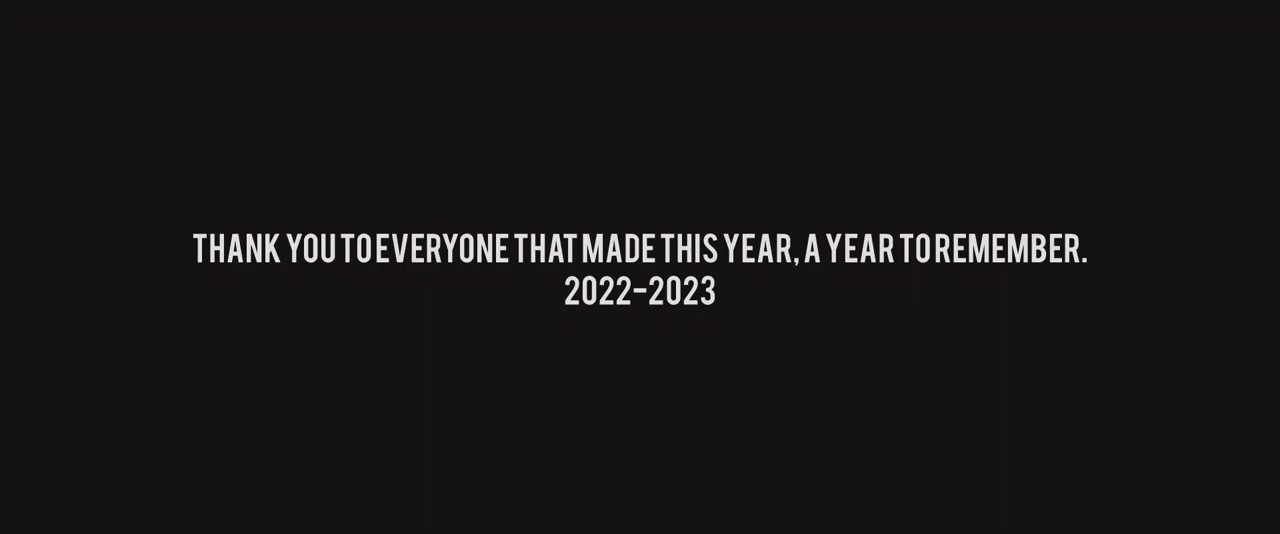 THANK YOU TO EVERYONE THAT MADE THIS YEAR, A YEAR TO REMEMBER.
2022-2023